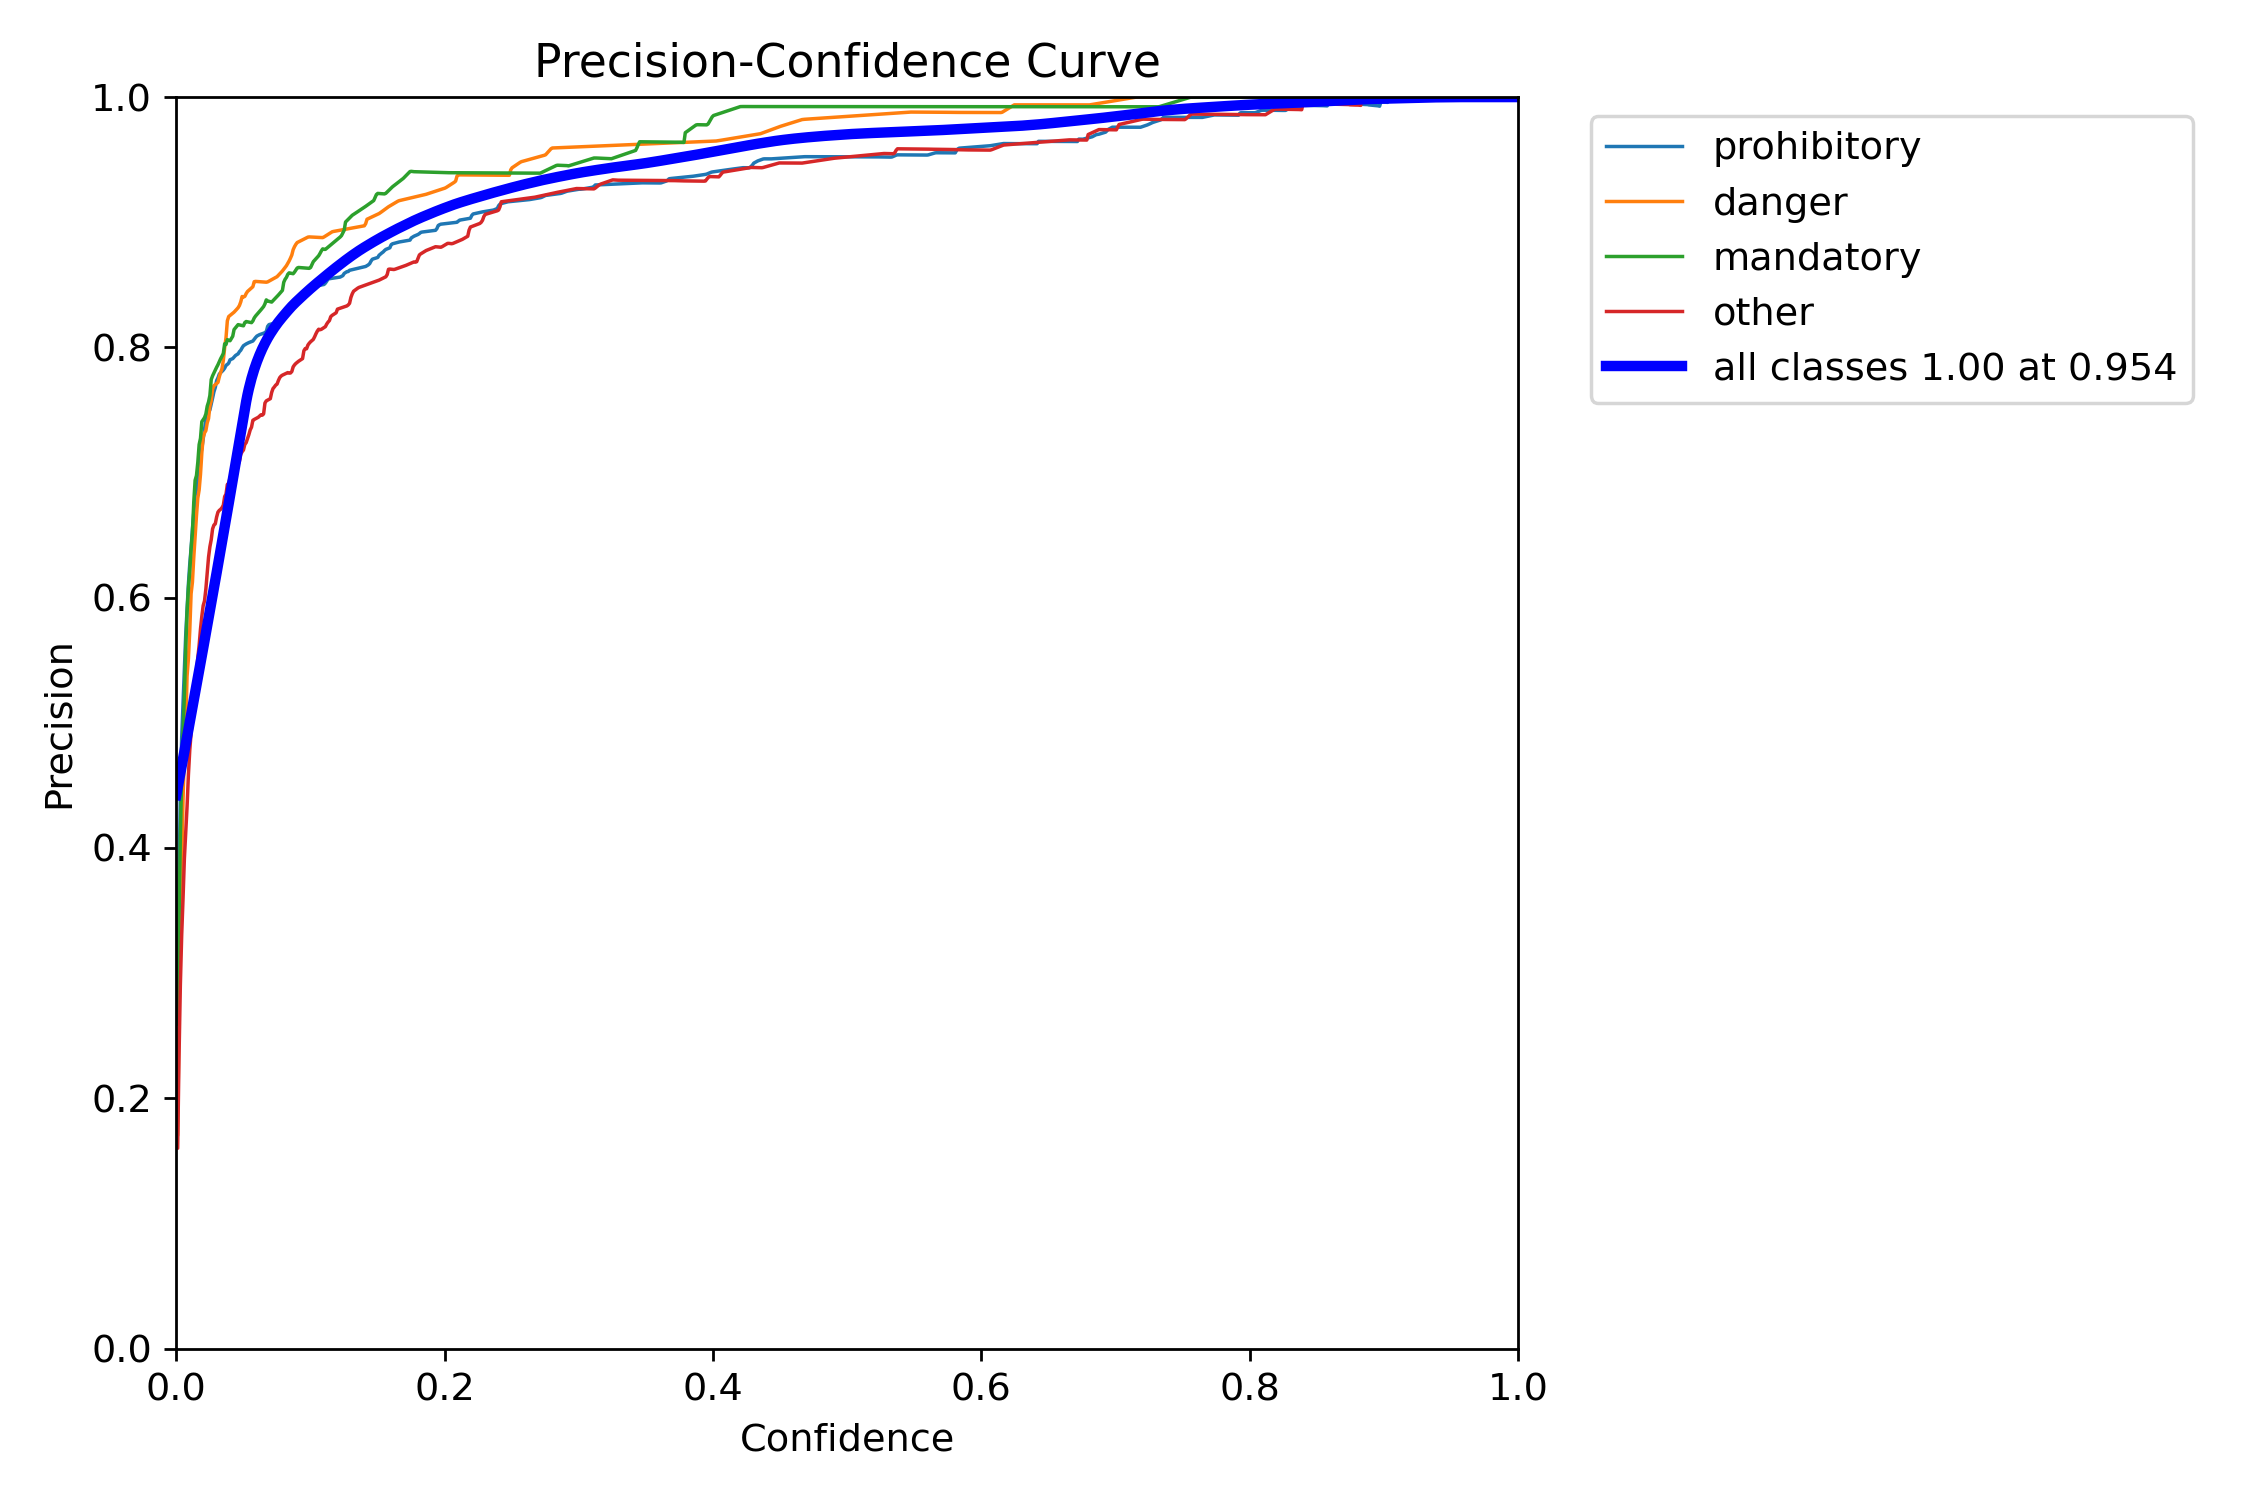 Precision-Confidence Curve
1.0
0.8
0.6
0.4
0.2
0.0
Precision
0.0 0.2 0.4 0.6 0.8 1.0
Confidence
prohibitory
danger
mandatory
other
all classes 1.00 at 0.954